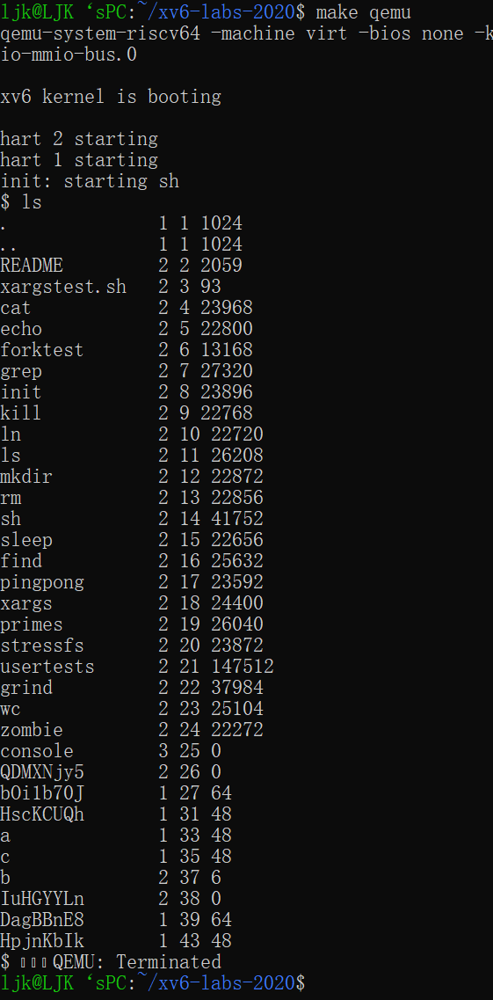 ljk@LJK ‘sPC:~/xv6-labs-2020$ make qemu
qemu-system-riscv64 -machine virt -bios none -k
io-mmio-bus.0
xv6 kernel is booting
hart 2 starting
hart 1 starting
init: starting sh
$ ls
. 1 1 1024
.. 1 1 1024
README 2 2 2059
xargstest.sh 2 3 93
cat 2 4 23968
echo 2 5 22800
forktest 2 6 13168
grep 2 7 27320
init 2 8 23896
kill 2 9 22768
ln 2 10 22720
ls 2 11 26208
mkdir 2 12 22872
rm 2 13 22856
sh 2 14 41752
sleep 2 15 22656
find 2 16 25632
pingpong 2 17 23592
xargs 2 18 24400
primes 2 19 26040
stressfs 2 20 23872
usertests 2 21 147512
grind 2 22 37984
wc 2 23 25104
zombie 2 24 22272
console 3 25 0
QDMXNjy5 2 26 0
bOi1b70J 1 27 64
HscKCUQh 1 31 48
a 1 33 48
c 1 35 48
b 2 37 6
IuHGYYLn 2 38 0
DagBBnE8 1 39 64
HpjnKbIk 1 43 48
$ QEMU: Terminated
ljk@LJK ‘sPC:~/xv6-labs-2020$